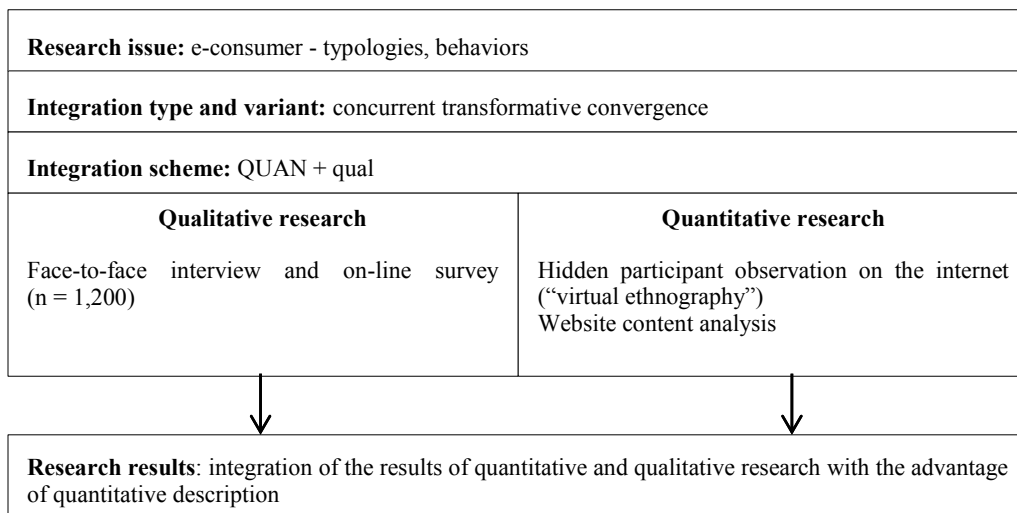 Research issue: e-consumer - typologies, behaviors
Integration type and variant: concurrent transformative convergence
Integration scheme: QUAN + qual
Qualitative research
Face-to-face interview and on-line survey
(n = 1,200)
Quantitative research
Hidden participant observation on the internet
(“virtual ethnography”)
Website content analysis
Research results: integration of the results of quantitative and qualitative research with the advantage
of quantitative description